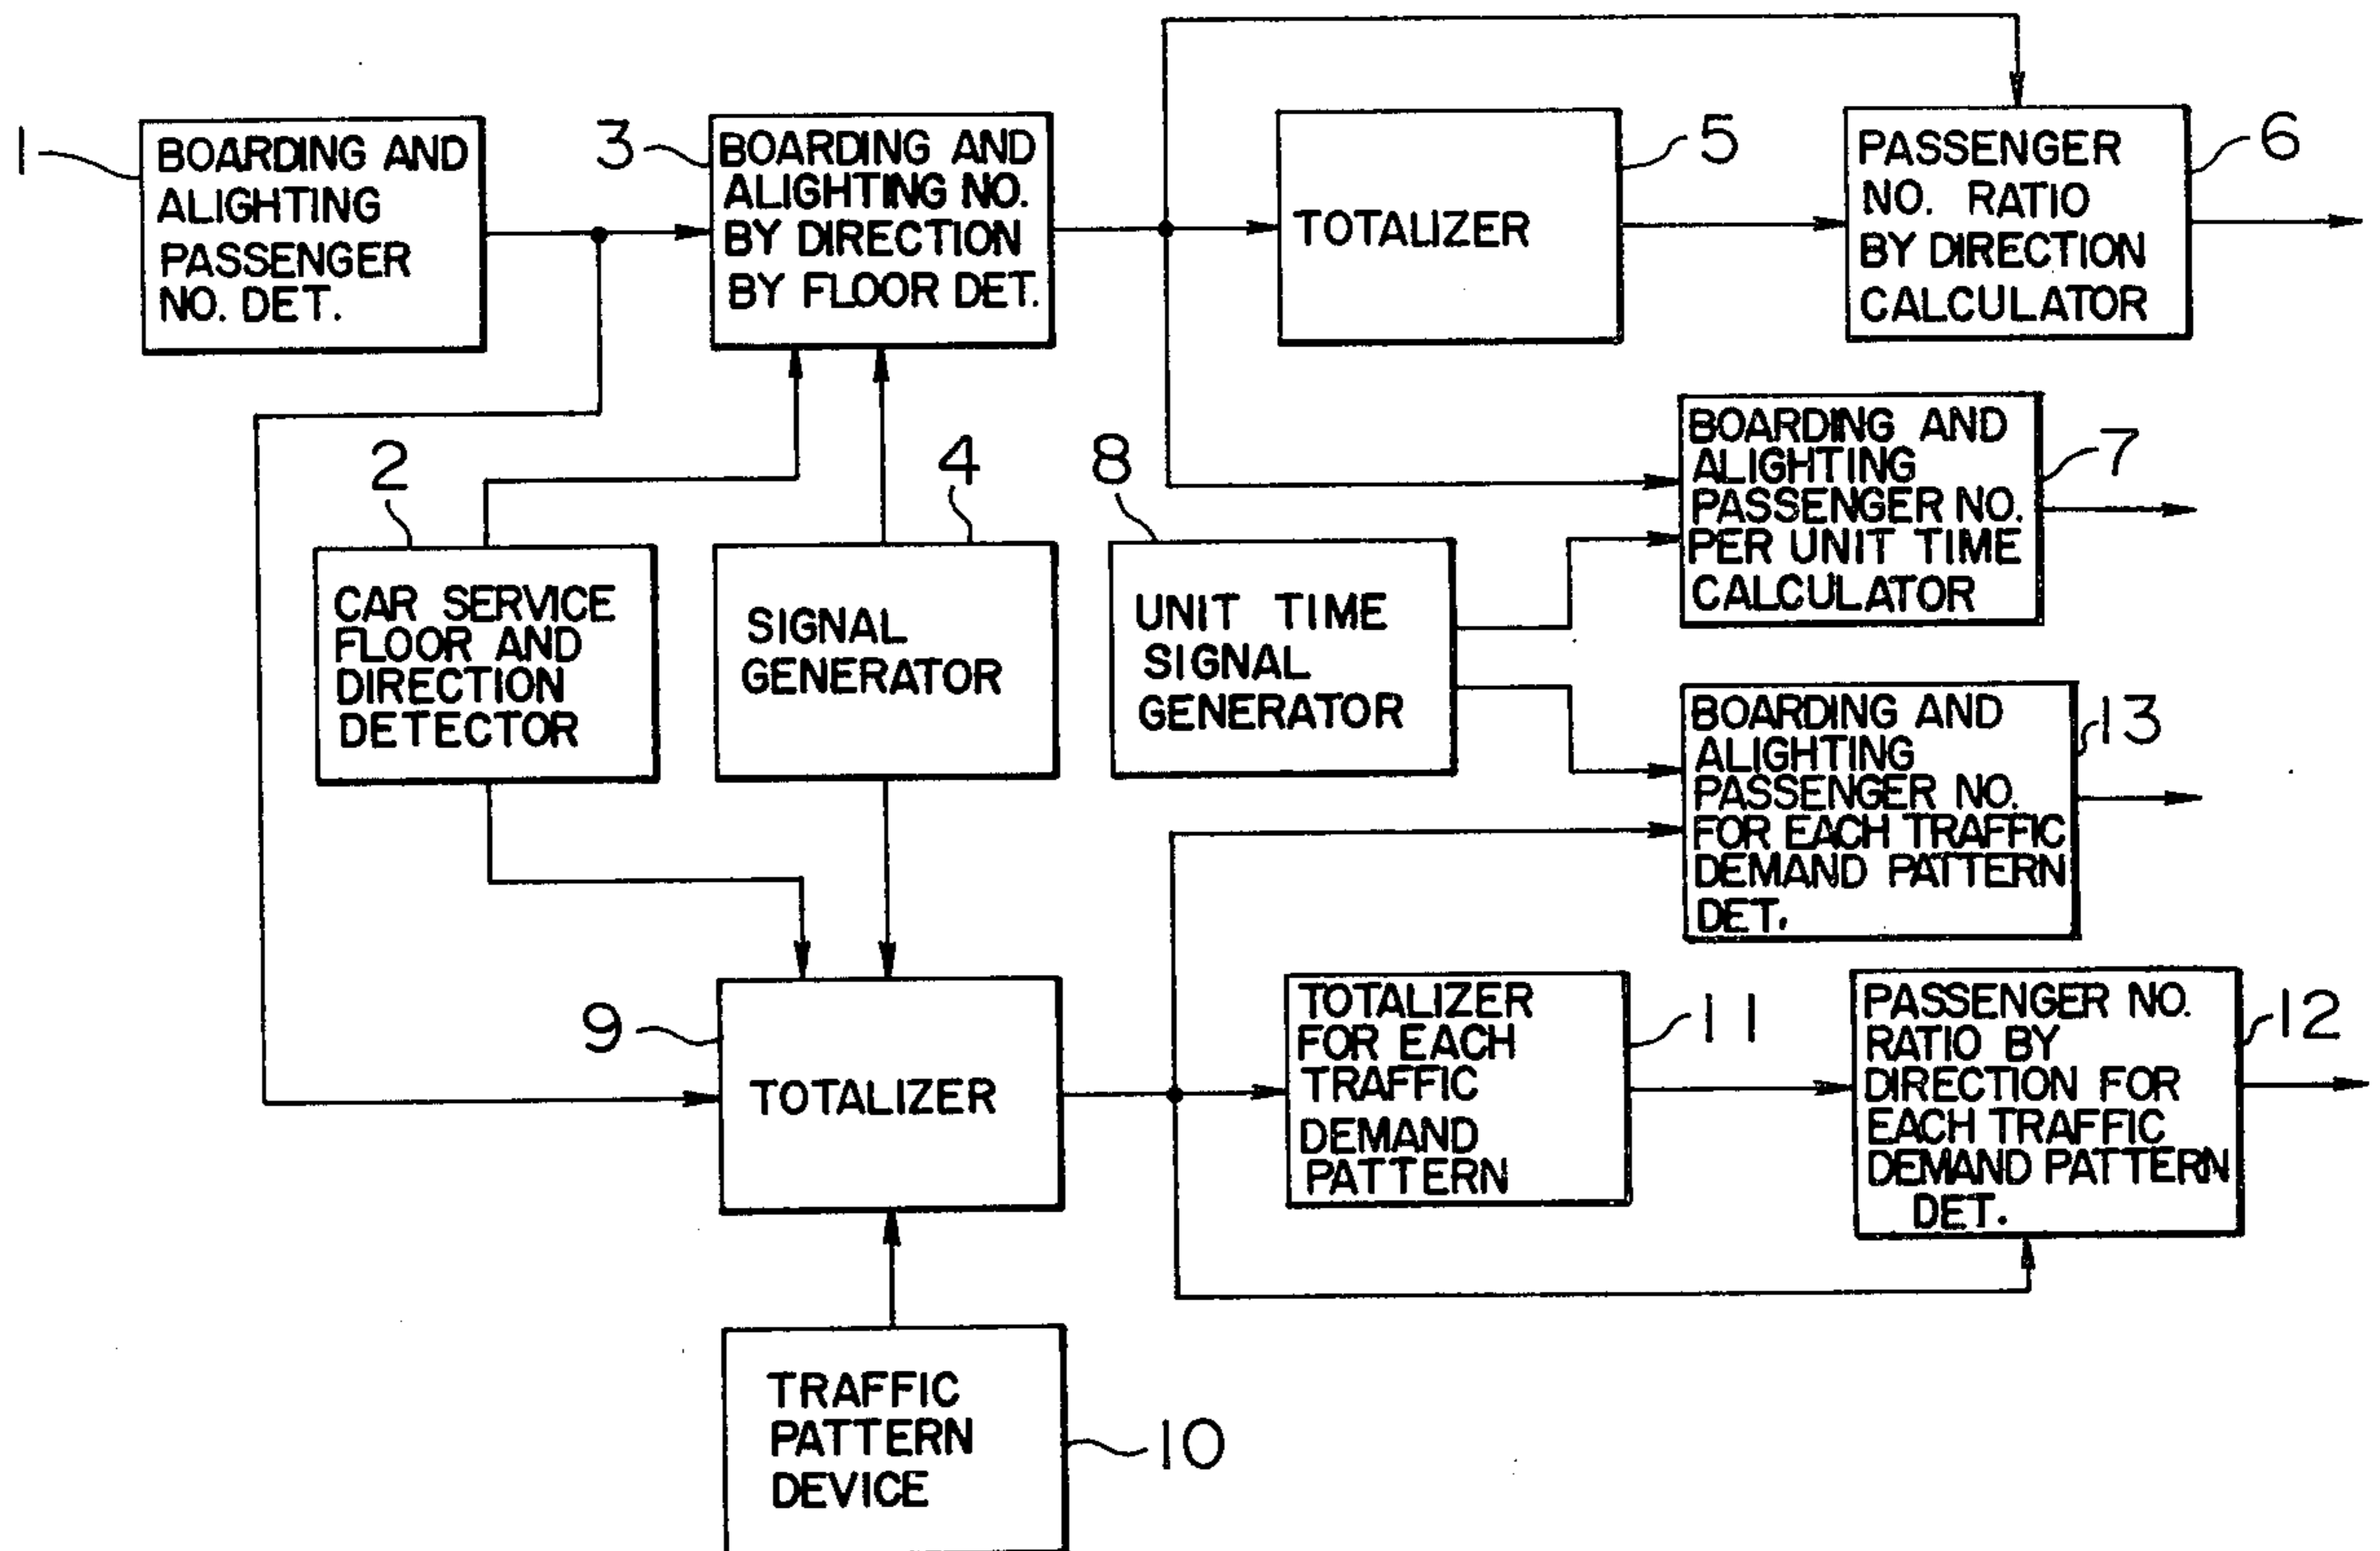 1
BOARDING AND
ALIGHTING
PASSENGER
NO. DET.
3
BOARDING AND
ALIGHTING NO.
BY DIRECTION
BY FLOOR DET.
5
TOTALIZER
6
PASSENGER
NO. RATIO
BY DIRECTION
CALCULATOR
2
CAR SERVICE
FLOOR AND
DIRECTION
DETECTOR
4
SIGNAL
GENERATOR
8
UNIT TIME
SIGNAL
GENERATOR
7
BOARDING AND
ALIGHTING
PASSENGER NO.
PER UNIT TIME
CALCULATOR
13
BOARDING AND
ALIGHTING
PASSENGER NO.
FOR EACH TRAFFIC
DEMAND PATTERN
DET.
9
TOTALIZER
11
TOTALIZER
FOR EACH
TRAFFIC
DEMAND
PATTERN
12
PASSENGER NO.
RATIO BY
DIRECTION FOR
EACH TRAFFIC
DEMAND PATTERN
DET.
10
TRAFFIC
PATTERN
DEVICE